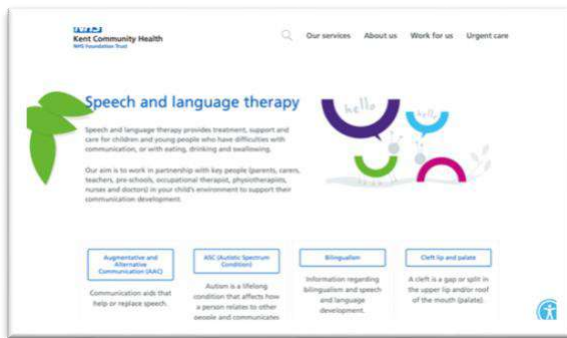 NHS
Kent Community Health
NHS Foundation Trust
Our services About us Work for us Urgent care
Speech and language therapy
hello
hello
Speech and language therapy provides treatment, support and
care for children and young people who have difficulties with
communication, or with eating, drinking and swallowing.
Our aim is to work in partnership with key people (parents, carers,
teachers, pre-schools, occupational therapist, physiotherapists,
nurses and doctors) in your child's environment to support their
communication development.
Augmentative and
Alternative
Communication (AAC)
Communication aids that
help or replace speech.
ASC (Autistic Spectrum
Condition)
Autism is a lifelong
condition that affects how
a person relates to other
people and communicates
Bilingualism
Information regarding
bilingualism and speech
and language
development.
Cleft lip and palate
A cleft is a gap or split in
the upper lip and/or roof
of the mouth (palate).